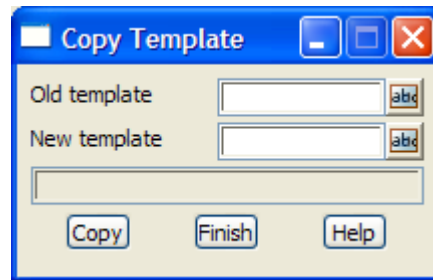 Copy Template
Old template abc
New template abc
Copy Finish Help